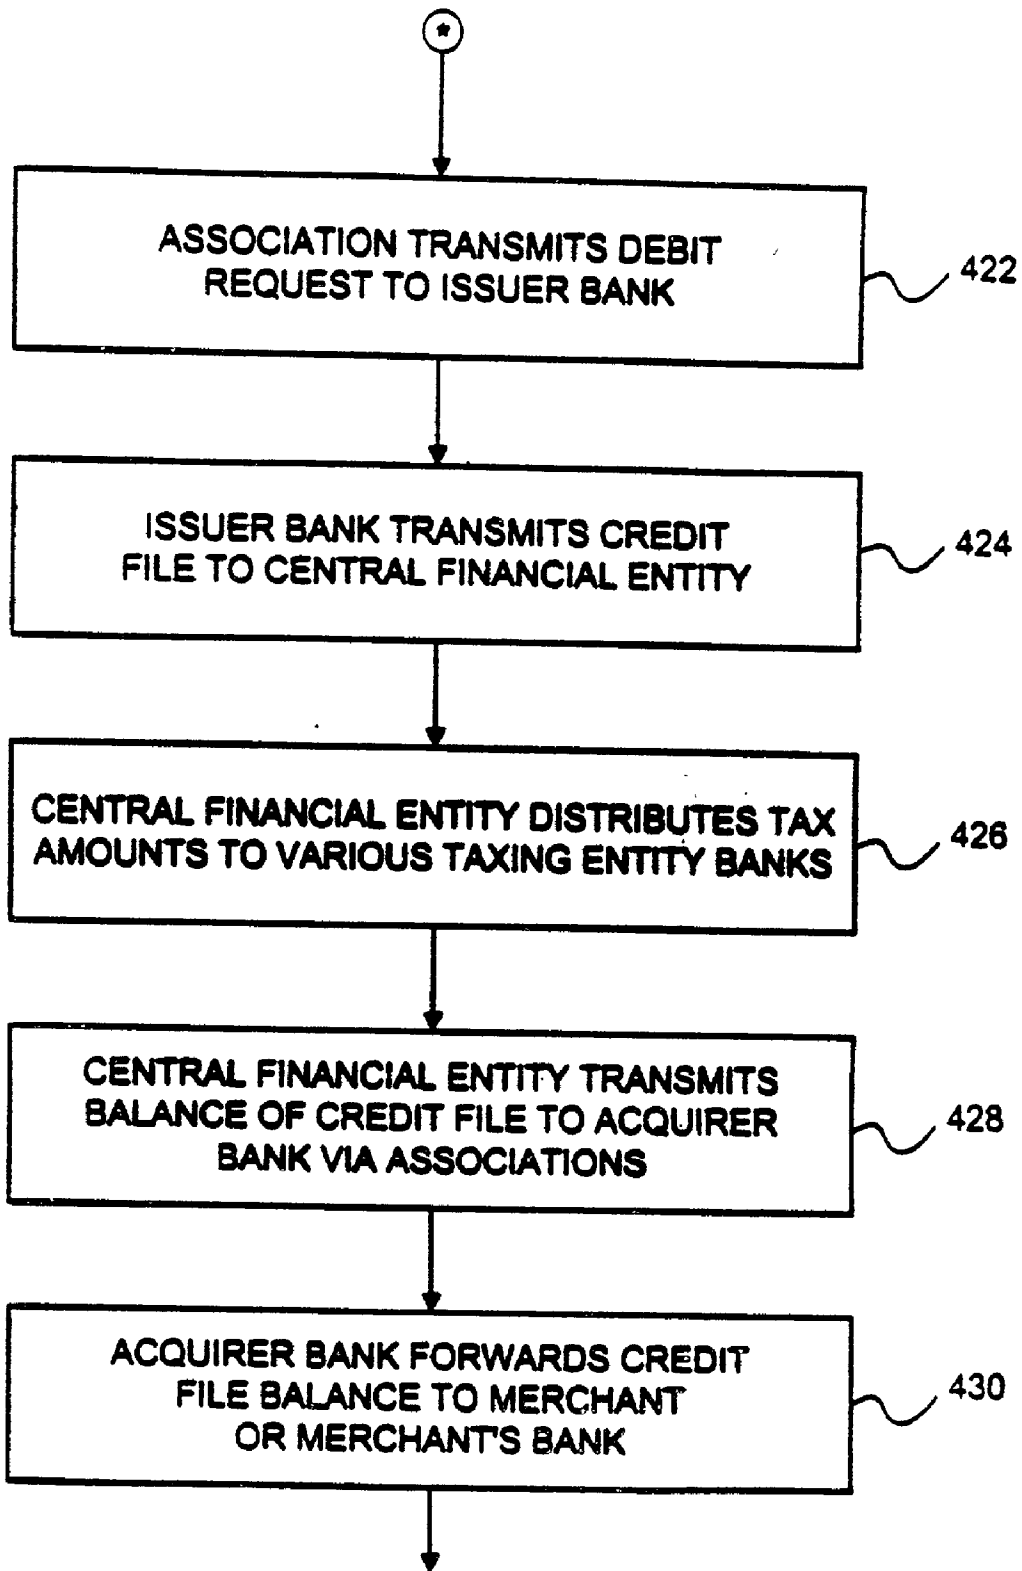 *
ASSOCIATION TRANSMITS DEBIT
REQUEST TO ISSUER BANK
422
ISSUER BANK TRANSMITS CREDIT
FILE TO CENTRAL FINANCIAL ENTITY
424
CENTRAL FINANCIAL ENTITY DISTRIBUTES TAX
AMOUNTS TO VARIOUS TAXING ENTITY BANKS
426
CENTRAL FINANCIAL ENTITY TRANSMITS
BALANCE OF CREDIT FILE TO ACQUIRER
BANK VIA ASSOCIATIONS
428
ACQUIRER BANK FORWARDS CREDIT
FILE BALANCE TO MERCHANT
OR MERCHANT'S BANK
430